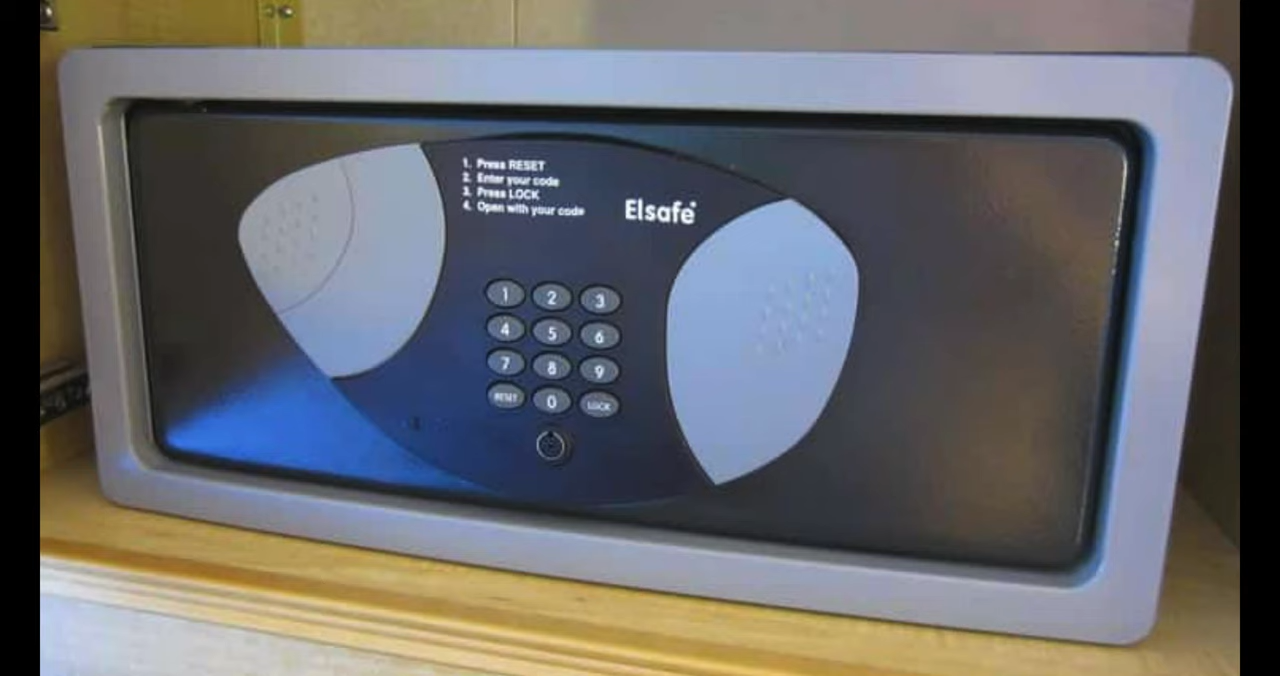 1. Press RESET
2. Enter your code
3. Press LOCK
4. Open with your code
Elsafe
1 2 3
4 5 6
7 8 9
RESET 0 LOCK